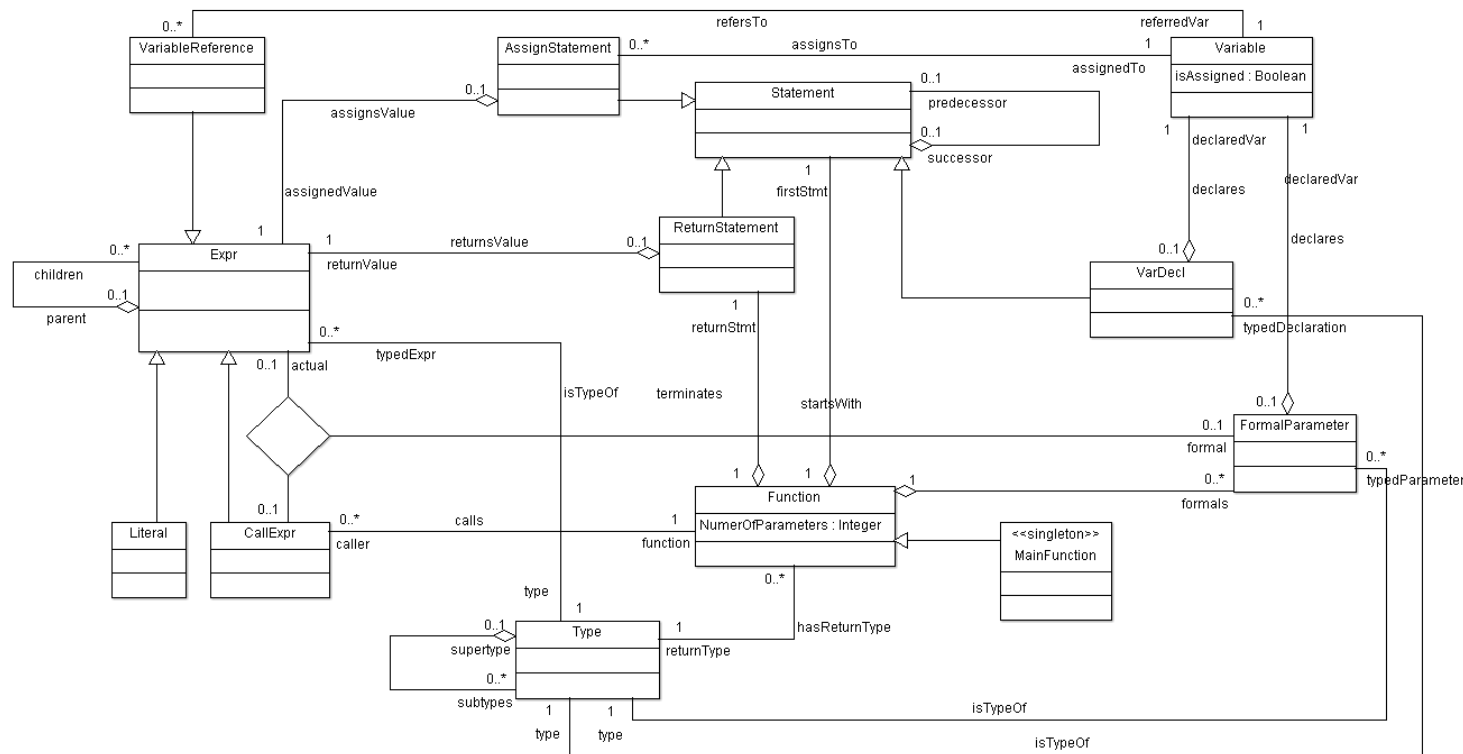 refersTo
referredVar
0..*
1
VariableReference
AssignStatement
0..*
assignsTo
1
Variable
assignedTo
isAssigned : Boolean
Statement
0..1
predecessor
0..1
assignsValue
0..1
successor
1
declaredVar
1
1
firstStmt
declaredVar
assignedValue
declares
ReturnStatement
1
0..*
Expr
1
returnsValue
0..1
declares
returnValue
children
0..1
VarDecl
0..1
parent
0..*
typedExpr
1
returnStmt
0..*
typedDeclaration
0..1
actual
isTypeOf
terminates
startsWith
0..1
FormalParameter
0..1
formal
0..*
typedParameter
1
1
Function
1
0..*
formals
0..1
NumerOfParameters : Integer
Literal
CallExpr
0..*
calls
1
caller
function
<<singleton>>
MainFunction
0..*
type
1
0..1
Type
1
hasReturnType
supertype
returnType
0..*
subtypes
1
1
type
type
isTypeOf
isTypeOf